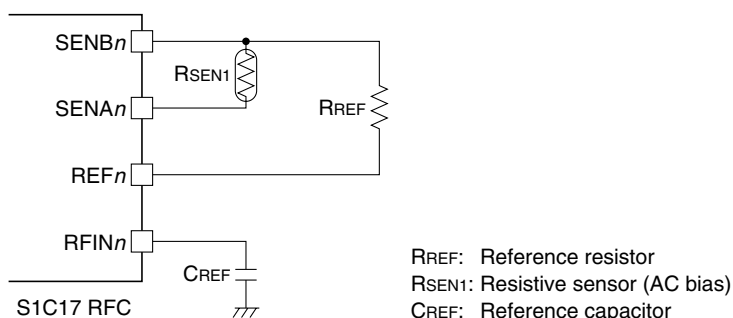 SENBn
RSEN1
SENAn
RREF
REFn
RFINn
CREF
S1C17 RFC
RREF: Reference resistor
RSEN1: Resistive sensor (AC bias)
CREF: Reference capacitor